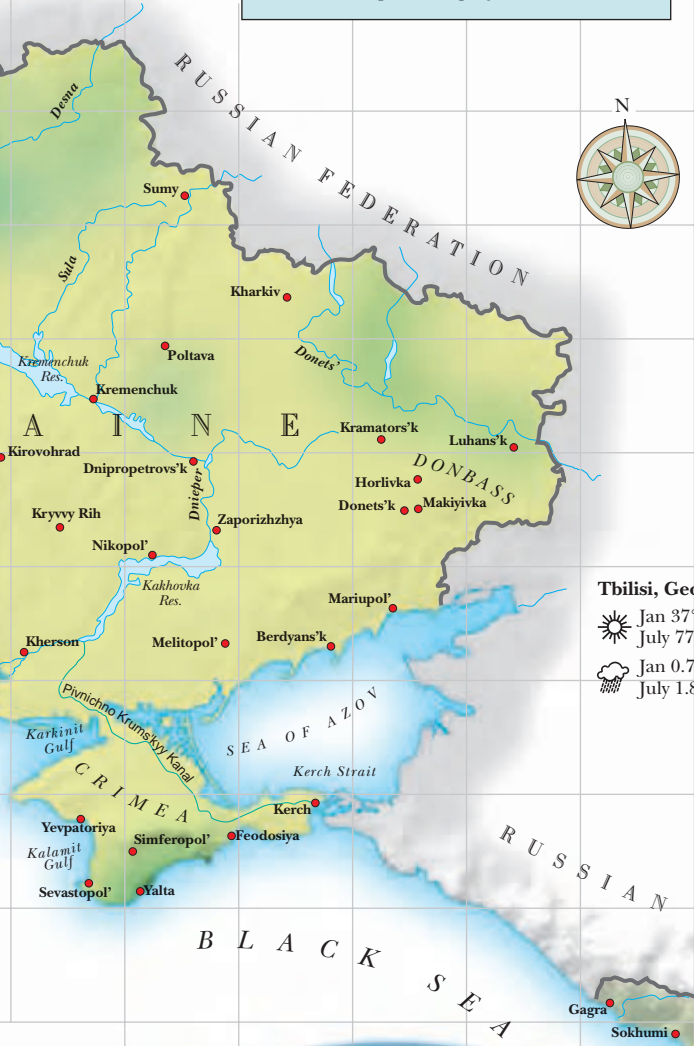 Desna
RUSSIAN FEDERATION
N
Sumy
Sula
Kharkiv
Kremenchuk
Res.
Poltava
Donets'
Kremenchuk
AINE
Kramators'k
Luhans'k
Kirovohrad
Dnipropetrovs'k
DONBASS
Horlivka
Dnieper
Donets'k
Makiyivka
Kryvvy Rih
Zaporizhzhya
Nikopol'
Kakhovka
Res.
Mariupol'
Tbilisi, Geo
Jan 37°
July 77
Jan 0.7
July 1.8
Kherson
Melitopol'
Berdyans'k
Pivnichno Krums'kyy Kanal
SEA OF AZOV
Karkinit
Gulf
Kerch Strait
CRIMEA
Kerch
Yevpatoriya
Simferopol'
Feodosiya
Kalamit
Gulf
Sevastopol'
Yalta
RUSSIAN
BLACK SEA
Gagra
Sokhumi